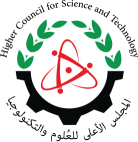 Higher Council for Science and Technology
المجلس الأعلى للعلوم والتكنولوجيا